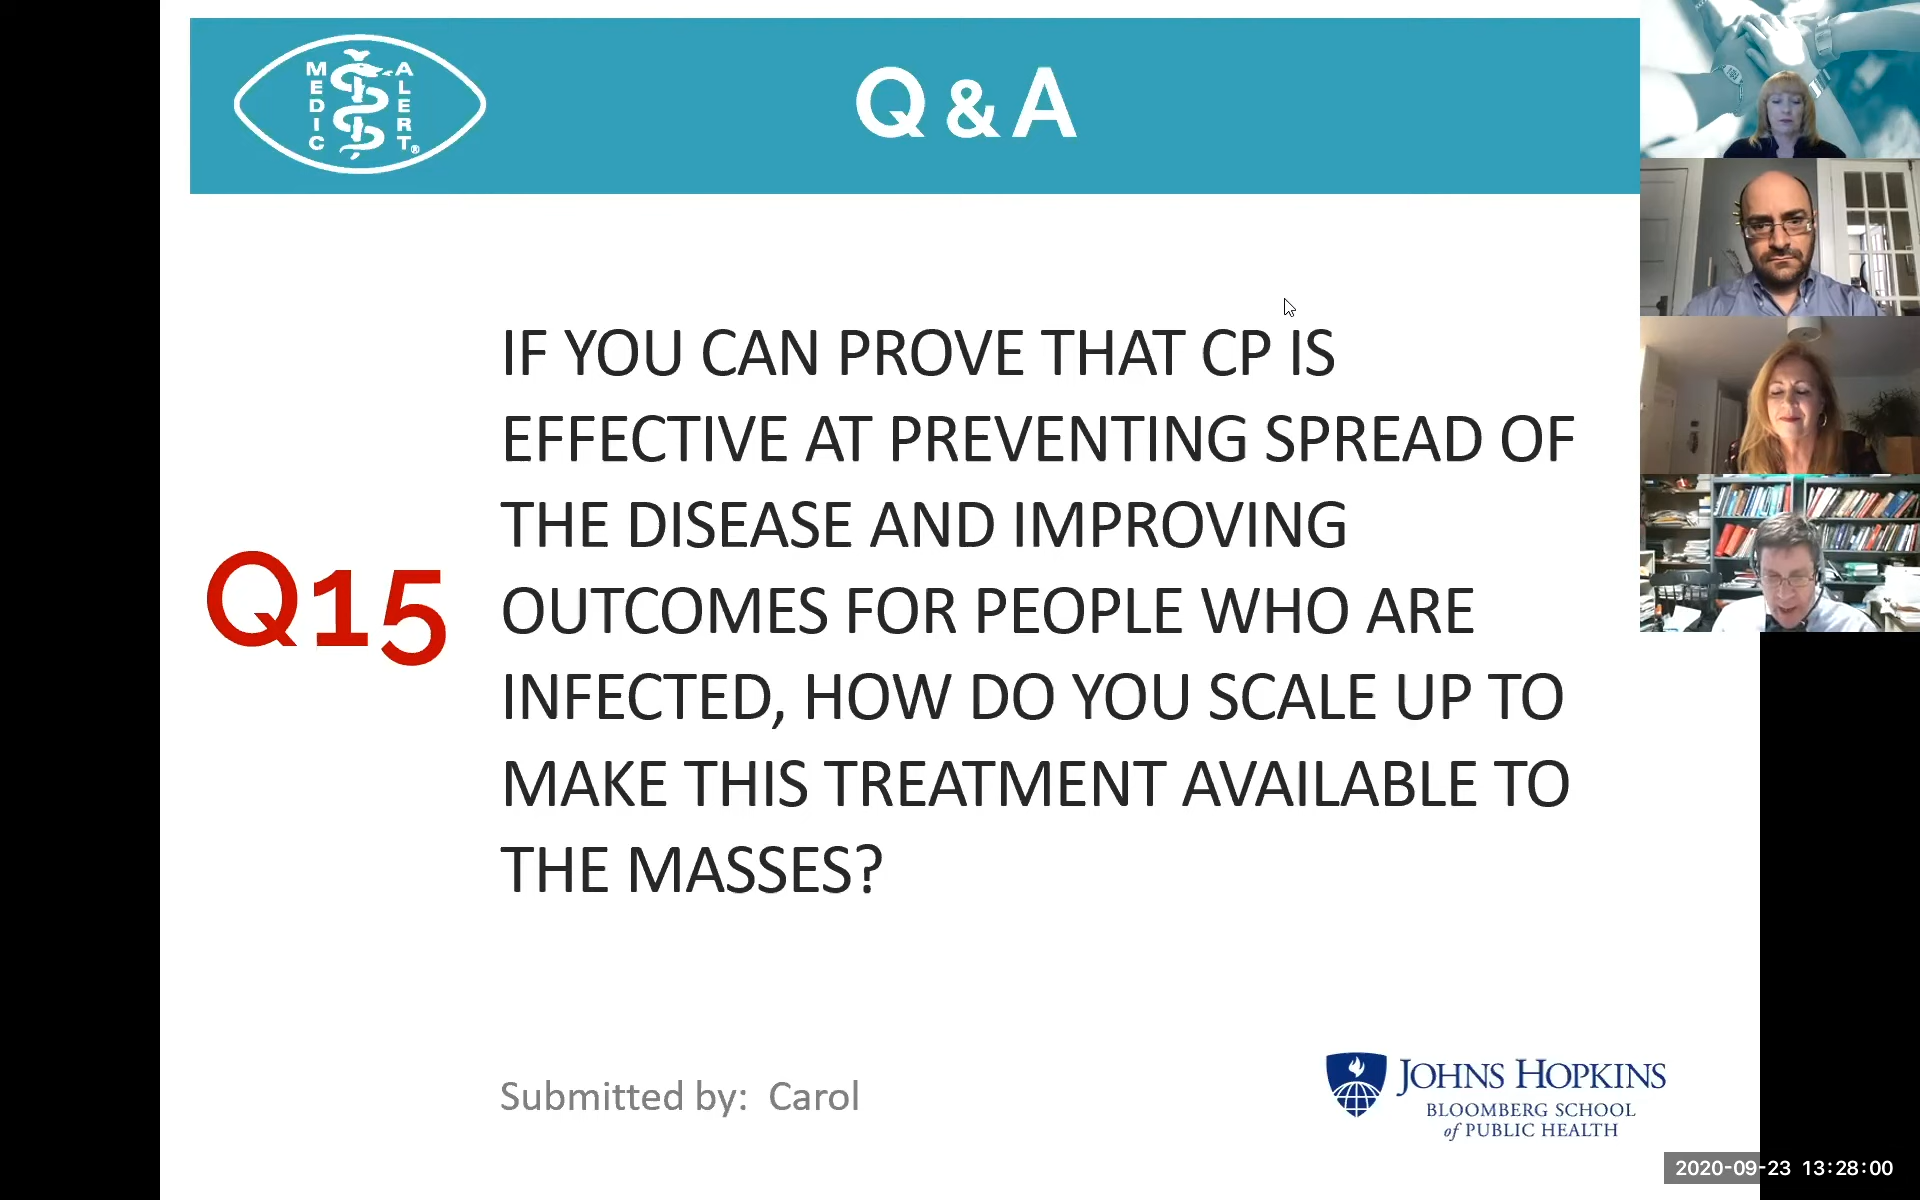 MEDIC ALERT®
Q & A
Q15
IF YOU CAN PROVE THAT CP IS
EFFECTIVE AT PREVENTING SPREAD OF
THE DISEASE AND IMPROVING
OUTCOMES FOR PEOPLE WHO ARE
INFECTED, HOW DO YOU SCALE UP TO
MAKE THIS TREATMENT AVAILABLE TO
THE MASSES?
Submitted by: Carol
JOHNS HOPKINS
BLOOMBERG SCHOOL
of PUBLIC HEALTH
2020-09-23 13:28:00